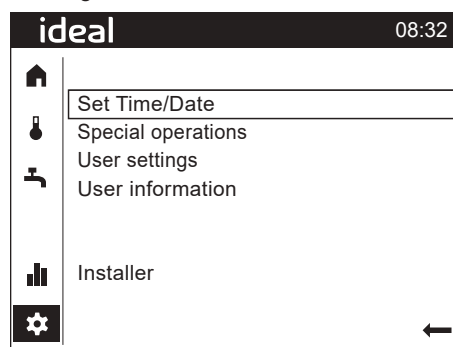 ideal 08:32
Set Time/Date
Special operations
User settings
User information
Installer